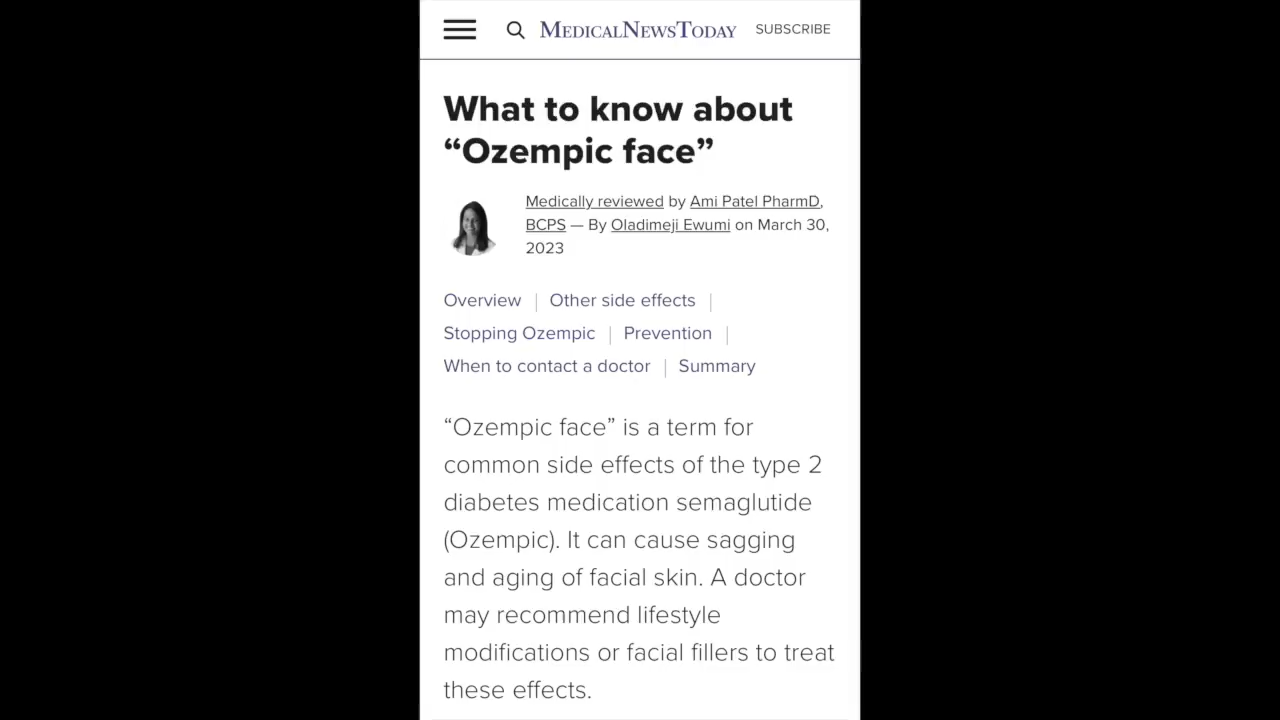 MEDICALNEWSTODAY SUBSCRIBE
What to know about
“Ozempic face”
Medically reviewed by Ami Patel PharmD,
BCPS — By Oladimeji Ewumi on March 30,
2023
Overview | Other side effects |
Stopping Ozempic | Prevention |
When to contact a doctor | Summary
“Ozempic face” is a term for
common side effects of the type 2
diabetes medication semaglutide
(Ozempic). It can cause sagging
and aging of facial skin. A doctor
may recommend lifestyle
modifications or facial fillers to treat
these effects.